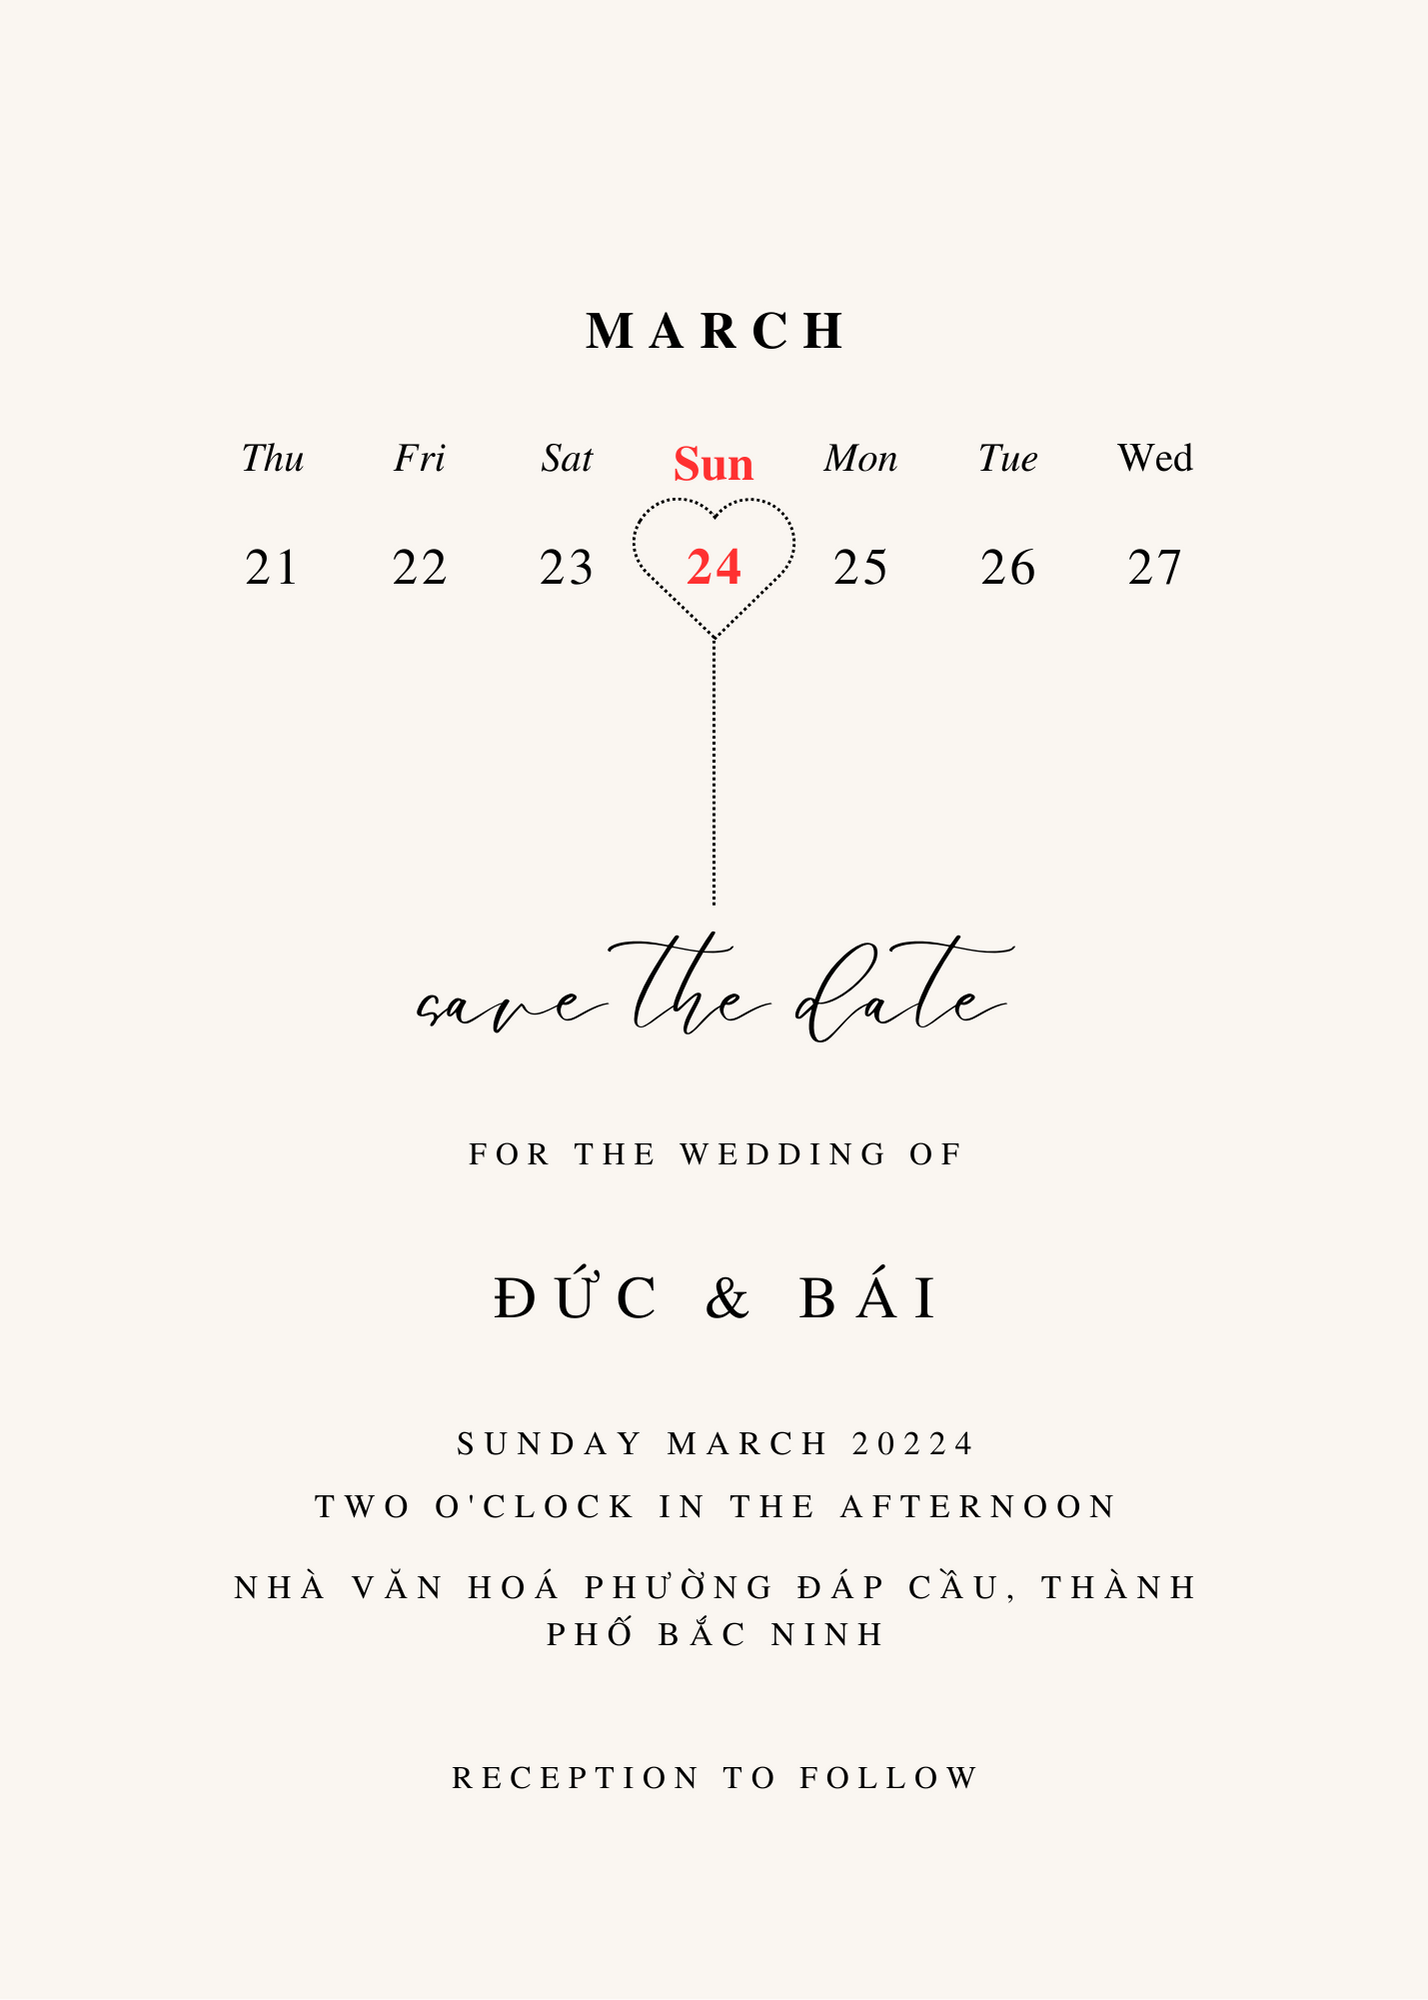 MARCH
Thu Fri Sat Sun Mon Tue Wed
21 22 23 24 25 26 27
save the date
FOR THE WEDDING OF
ĐỨC & BÁI
SUNDAY MARCH 20224
TWO O'CLOCK IN THE AFTERNOON
NHÀ VĂN HOÁ PHƯỜNG ĐÁP CẦU, THÀNH
PHỐ BẮC NINH
RECEPTION TO FOLLOW